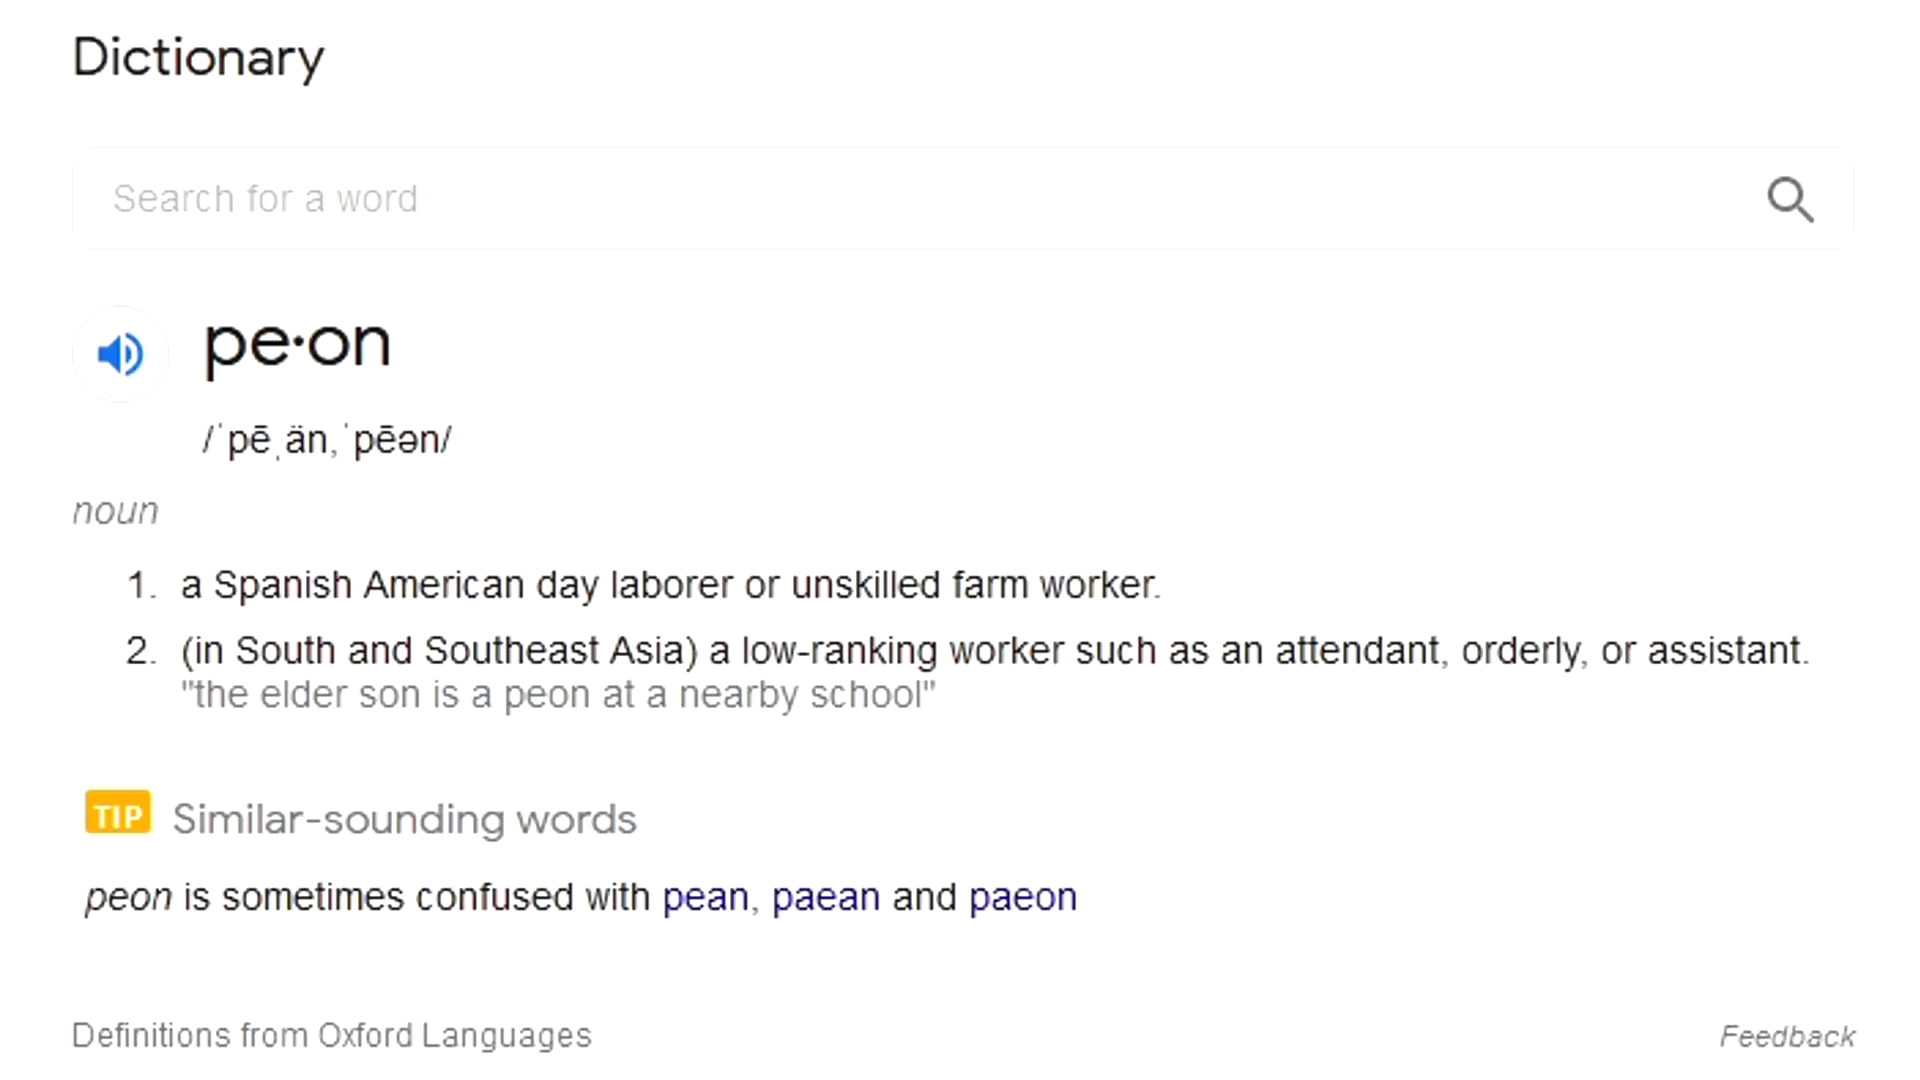 Dictionary
Search for a word
pe·on
/ˈpēˌän,ˈpēən/
noun
1. a Spanish American day laborer or unskilled farm worker.
2. (in South and Southeast Asia) a low-ranking worker such as an attendant, orderly, or assistant.
"the elder son is a peon at a nearby school"
TIP Similar-sounding words
peon is sometimes confused with pean, paean and paeon
Definitions from Oxford Languages
Feedback